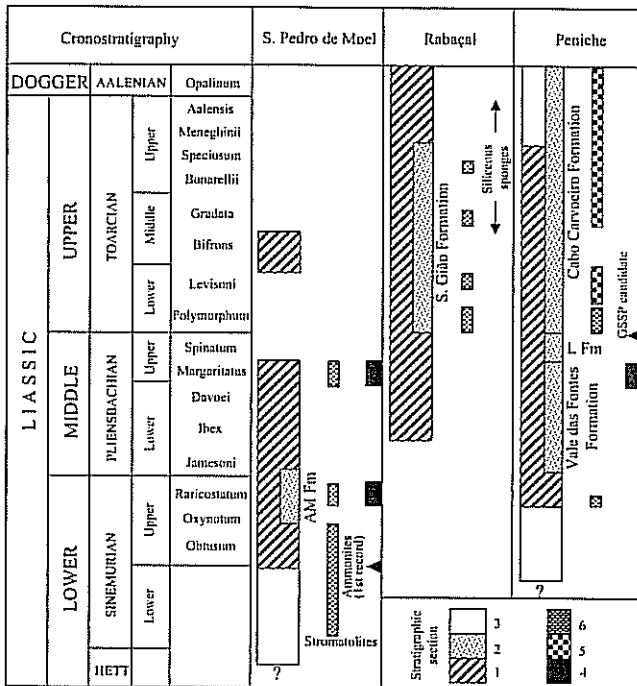 Cronostratigraphy
S. Pedro de Moel
Rabaçal
Peniche
DOGGER
AALENIAN
Opalinum
LIASSIC
UPPER
TOARCIAN
Upper
Aalensis
Meneghinii
Speciosum
Bonarellii
Middle
Gradata
Bifrons
Lower
Levisoni
Polymorphum
MIDDLE
PLIENSBACHIAN
Upper
Spinatum
Margaritatus
Lower
Davoei
Ibex
Jamesoni
LOWER
SINEMURIAN
Upper
Raricostatum
Oxynotum
Obtusum
Lower
HETT
AM Fm
Ammonites
(1st record)
Stromatolites
?
S. Gião Formation
Siliceous
sponges
Cabo Carvoeiro Formation
GSSP candidate
L Fm
Vale das Fontes
Formation
?
Stratigraphic
section
3
2
1
6
5
4